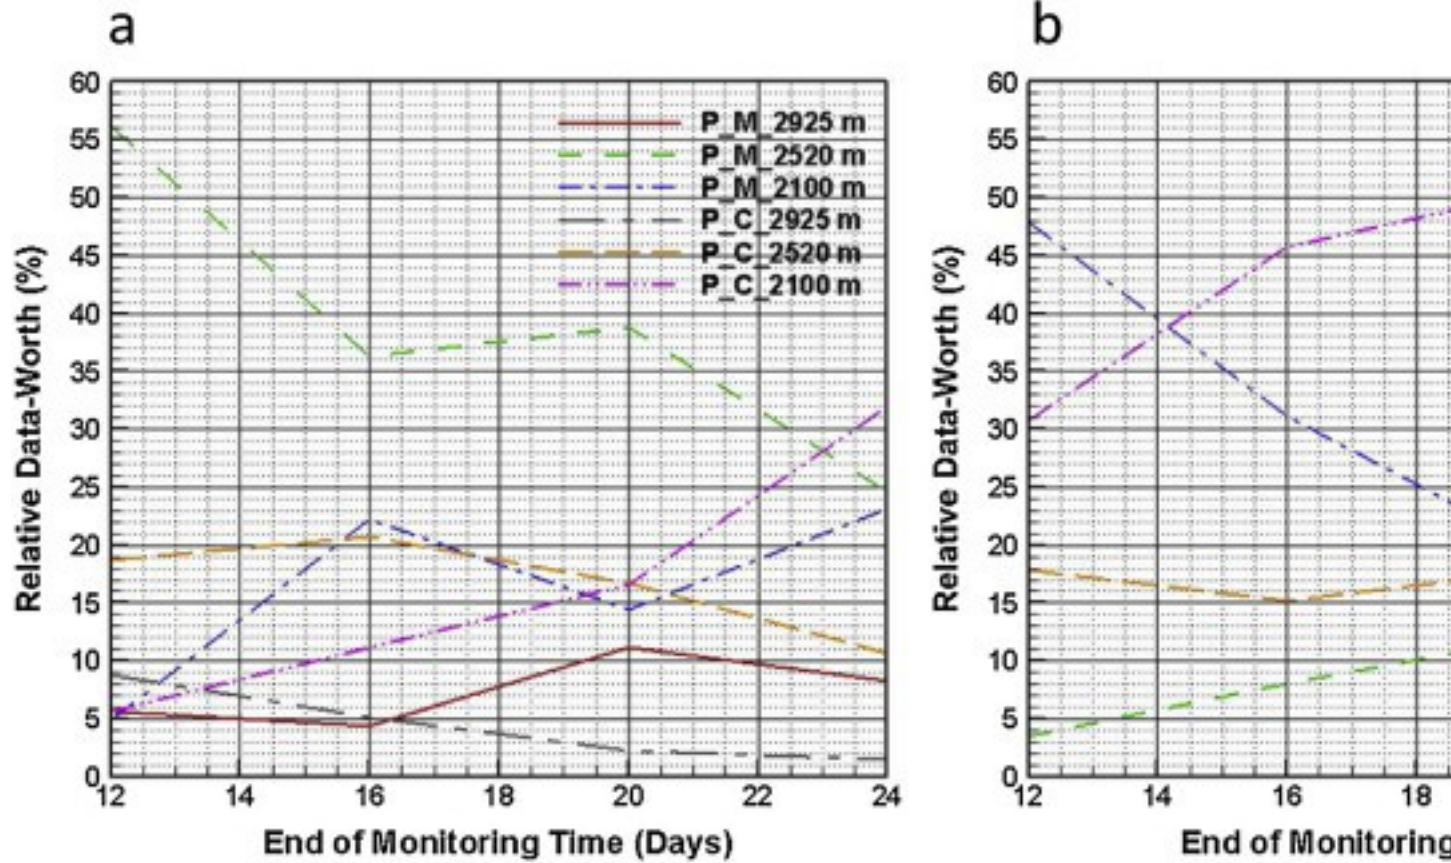 a
60
55
50
45
40
35
30
25
20
15
10
5
0
Relative Data-Worth (%)
P_M_2925 m
P_M_2520 m
P_M_2100 m
P_C_2925 m
P_C_2520 m
P_C_2100 m
12 14 16 18 20 22 24
End of Monitoring Time (Days)
b
60
55
50
45
40
35
30
25
20
15
10
5
0
Relative Data-Worth (%)
12 14 16 18
End of Monitoring